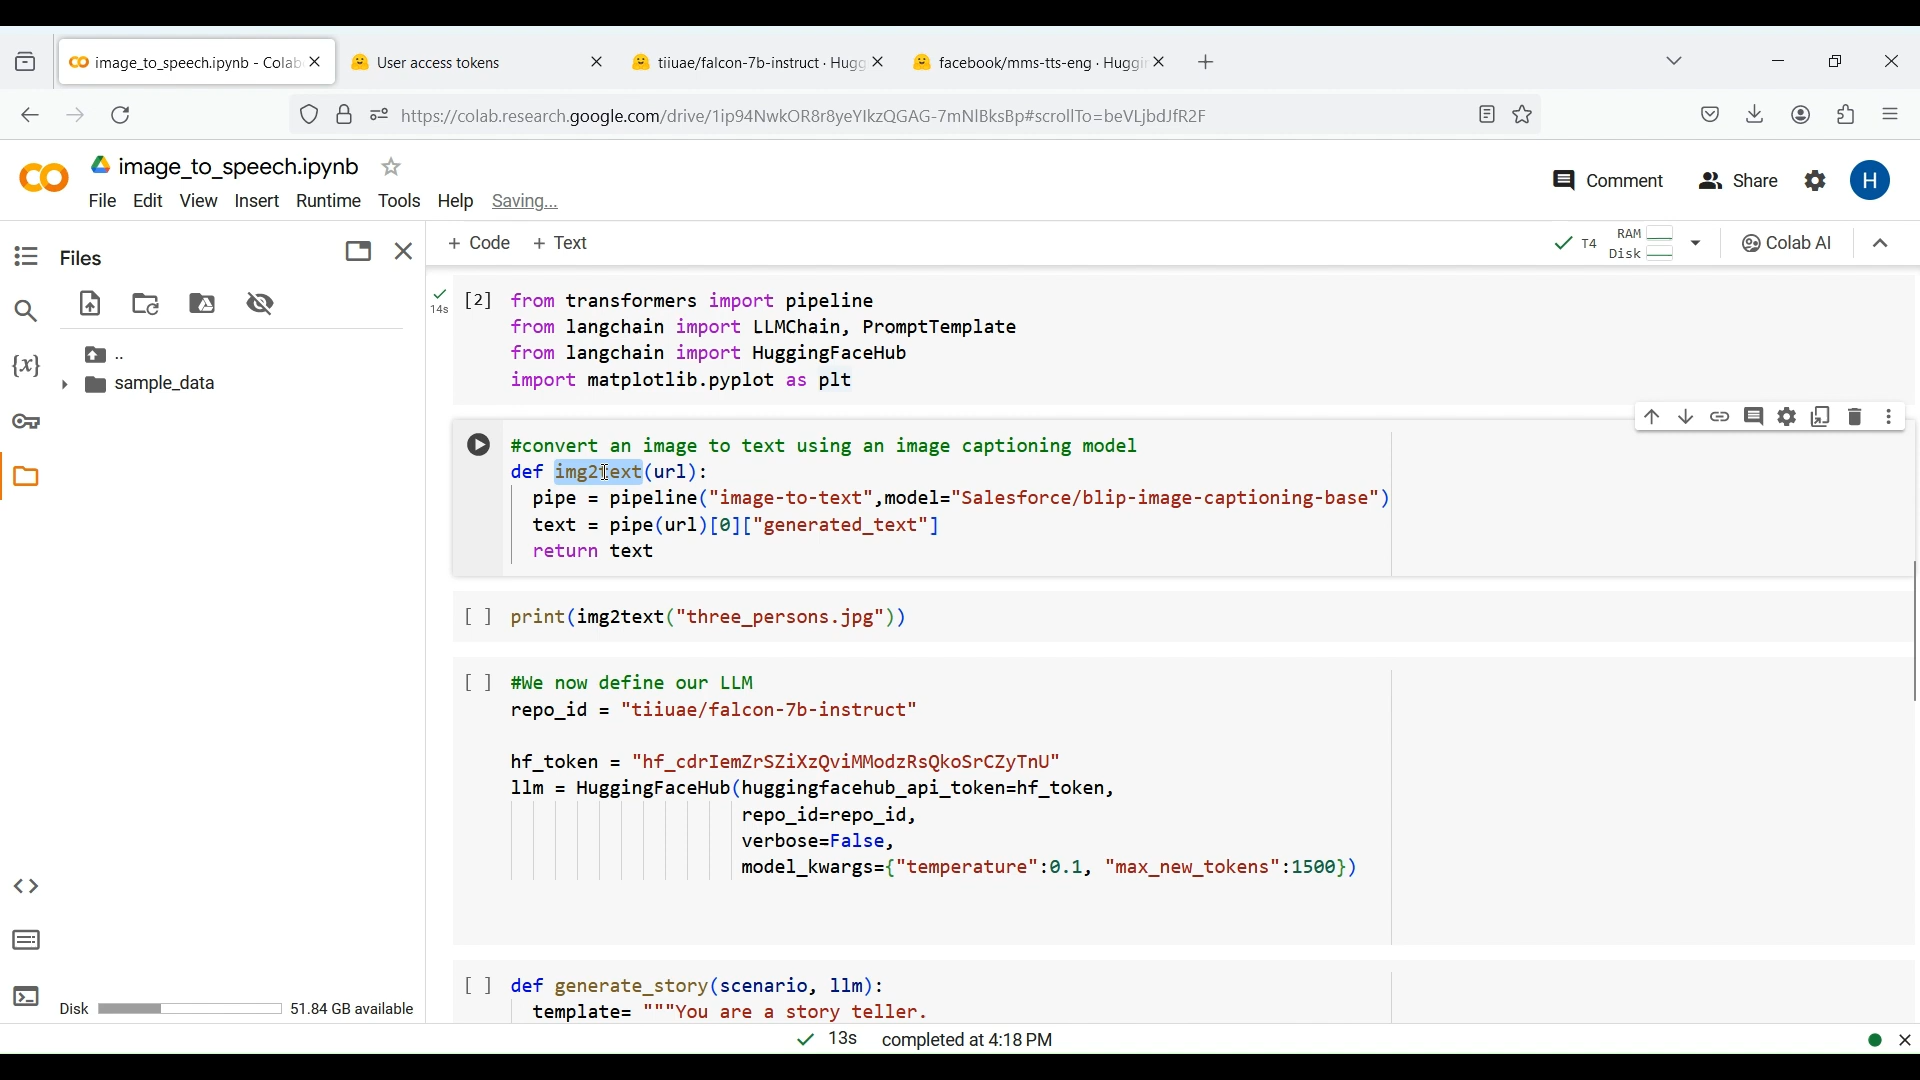 image_to_speech.ipynb - Colab
User access tokens
tiiuae/falcon-7b-instruct · Hugg
facebook/mms-tts-eng · Huggin
https://colab.research.google.com/drive/1ip94NwkOR8r8yeYIkzQGAG-7mNIBksBp#scrollTo=beVLjbdJfR2F
image_to_speech.ipynb
Comment
Share
H
File Edit View Insert Runtime Tools Help Saving...
Files
+ Code + Text
T4
RAM
Disk
Colab AI
..
sample_data
14s
[2] from transformers import pipeline
from langchain import LLMChain, PromptTemplate
from langchain import HuggingFaceHub
import matplotlib.pyplot as plt
#convert an image to text using an image captioning model
def img2text(url):
pipe = pipeline("image-to-text",model="Salesforce/blip-image-captioning-base")
text = pipe(url)[0]["generated_text"]
return text
[ ] print(img2text("three_persons.jpg"))
[ ] #We now define our LLM
repo_id = "tiiuae/falcon-7b-instruct"
hf_token = "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"
llm = HuggingFaceHub(huggingfacehub_api_token=hf_token,
repo_id=repo_id,
verbose=False,
model_kwargs={"temperature":0.1, "max_new_tokens":1500})
[ ] def generate_story(scenario, llm):
template= """You are a story teller.
Disk 51.84 GB available
13s completed at 4:18 PM